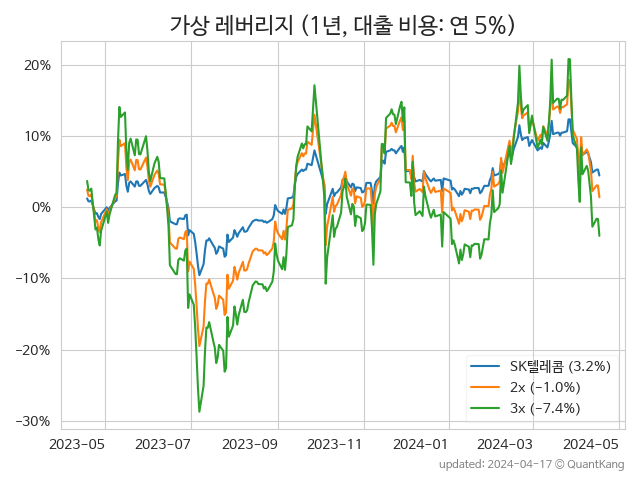 가상 레버리지 (1년, 대출 비용: 연 5%)
20%
10%
0%
−10%
−20%
−30%
SK텔레콤 (3.2%)
2x (−1.0%)
3x (−7.4%)
2023-05 2023-07 2023-09 2023-11 2024-01 2024-03 2024-05
updated: 2024-04-17 © QuantKang